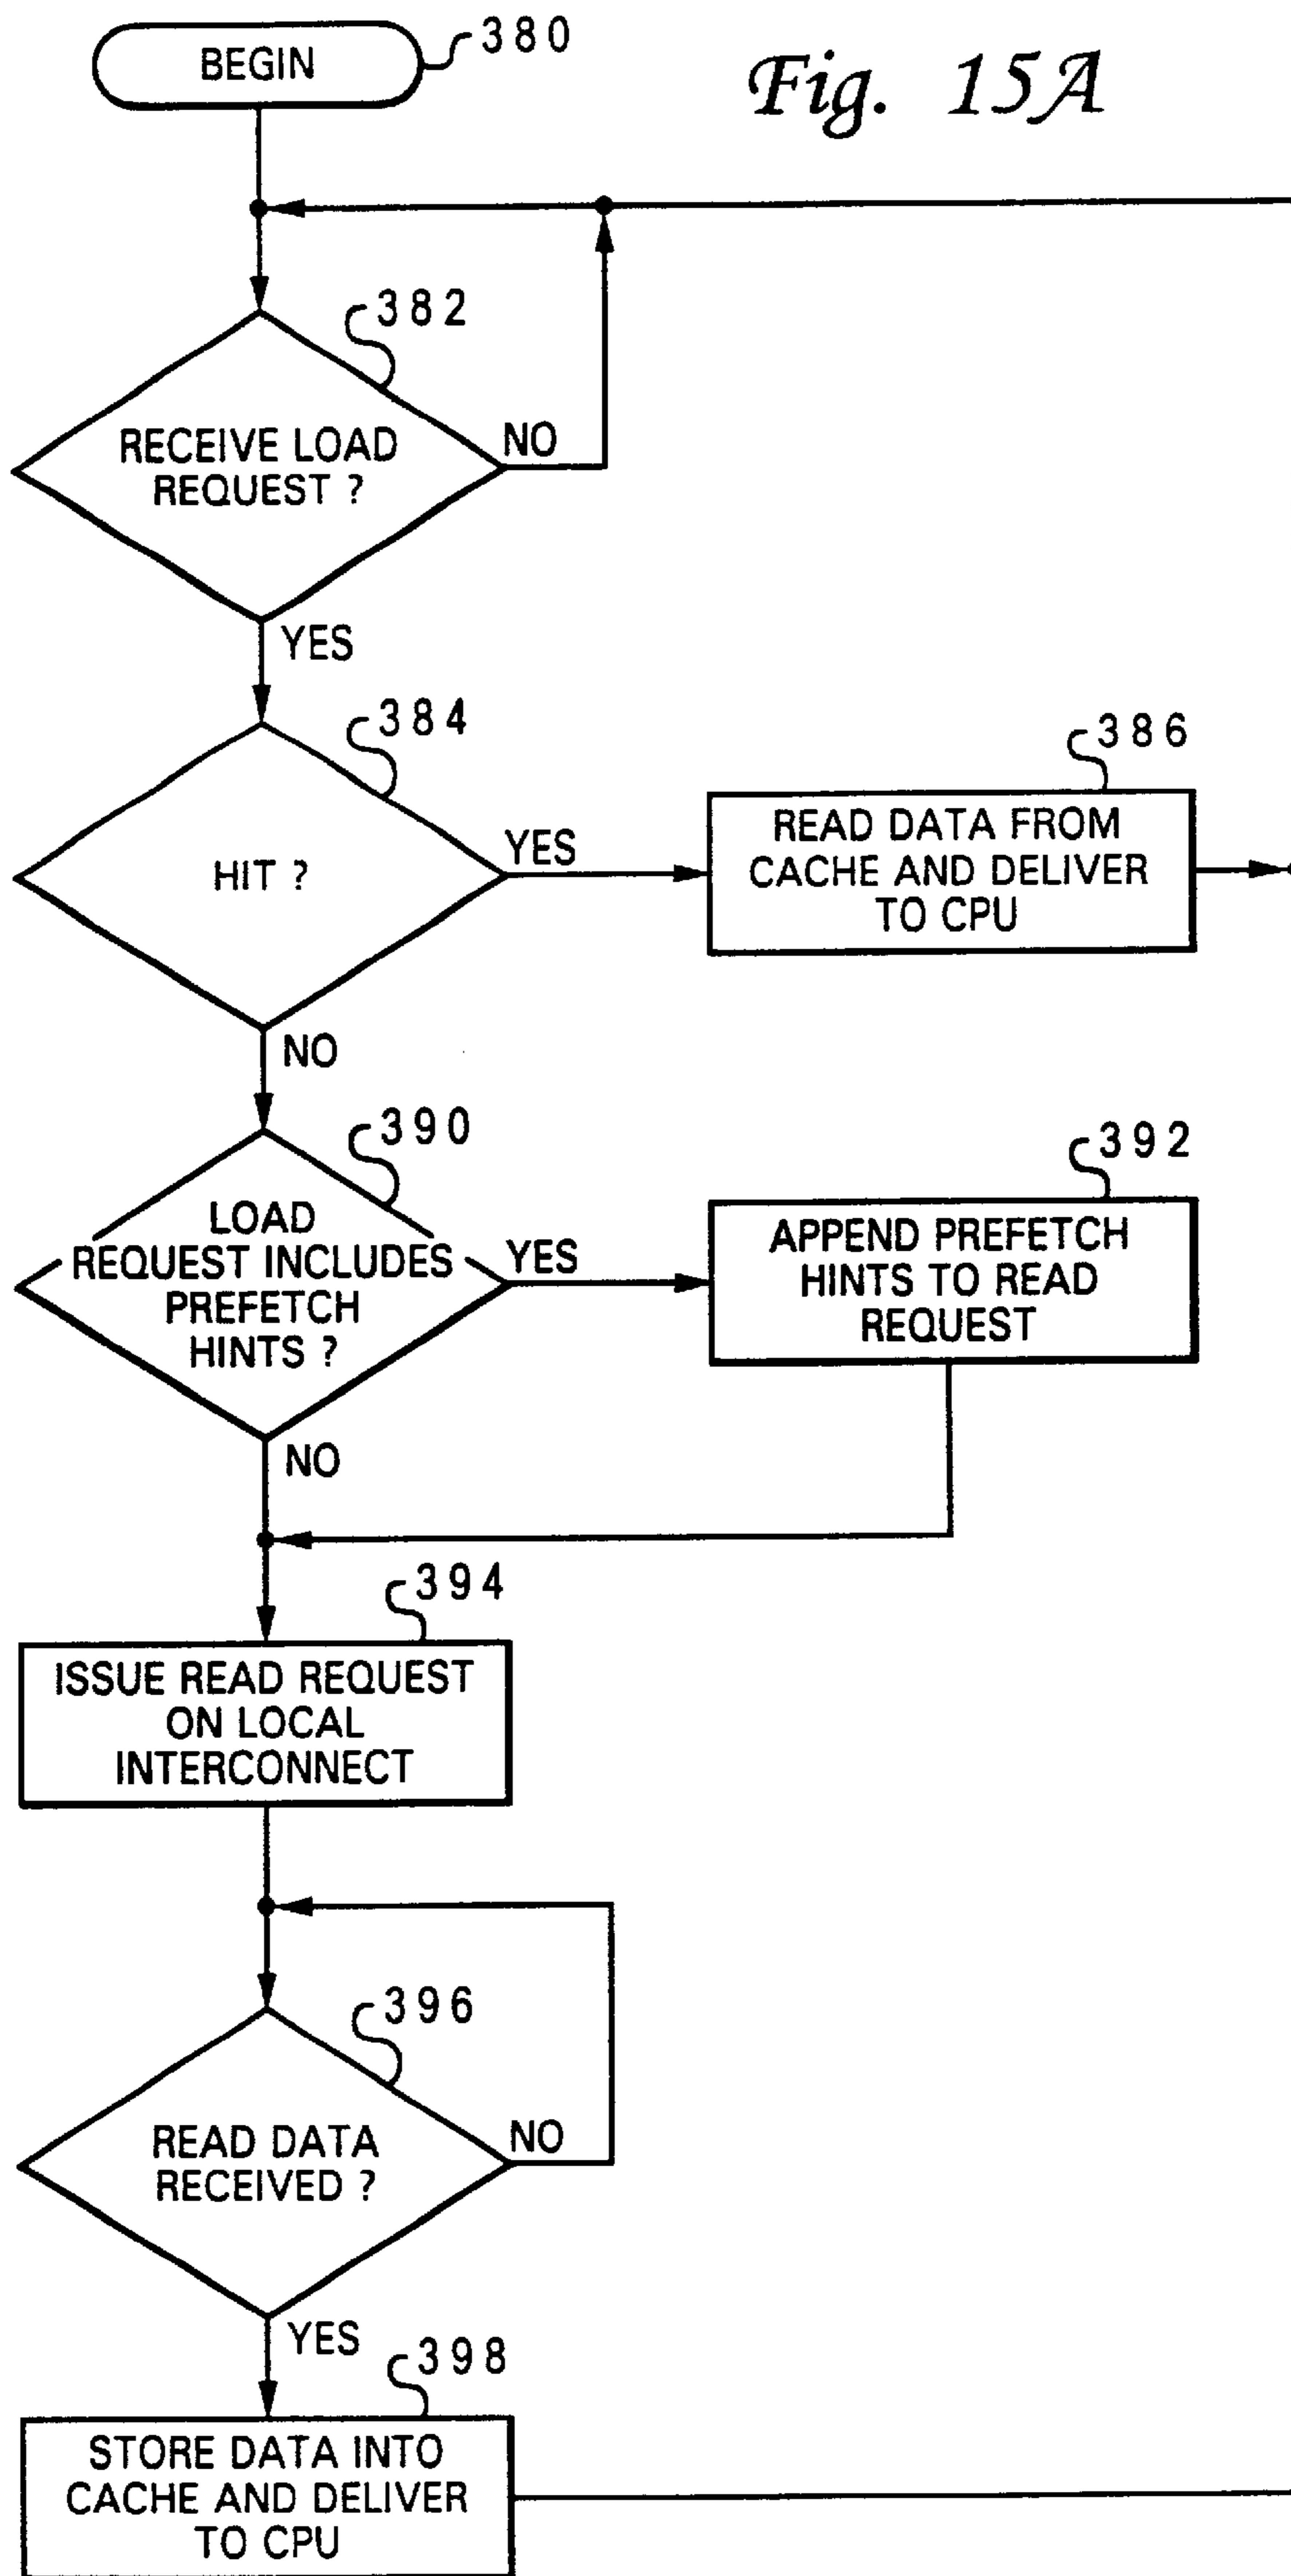 BEGIN
380
Fig. 15A
382
RECEIVE LOAD
REQUEST ?
NO
YES
384
HIT ?
YES
386
READ DATA FROM
CACHE AND DELIVER
TO CPU
NO
390
LOAD
REQUEST INCLUDES
PREFETCH
HINTS ?
YES
392
APPEND PREFETCH
HINTS TO READ
REQUEST
NO
394
ISSUE READ REQUEST
ON LOCAL
INTERCONNECT
396
READ DATA
RECEIVED ?
NO
YES
398
STORE DATA INTO
CACHE AND DELIVER
TO CPU